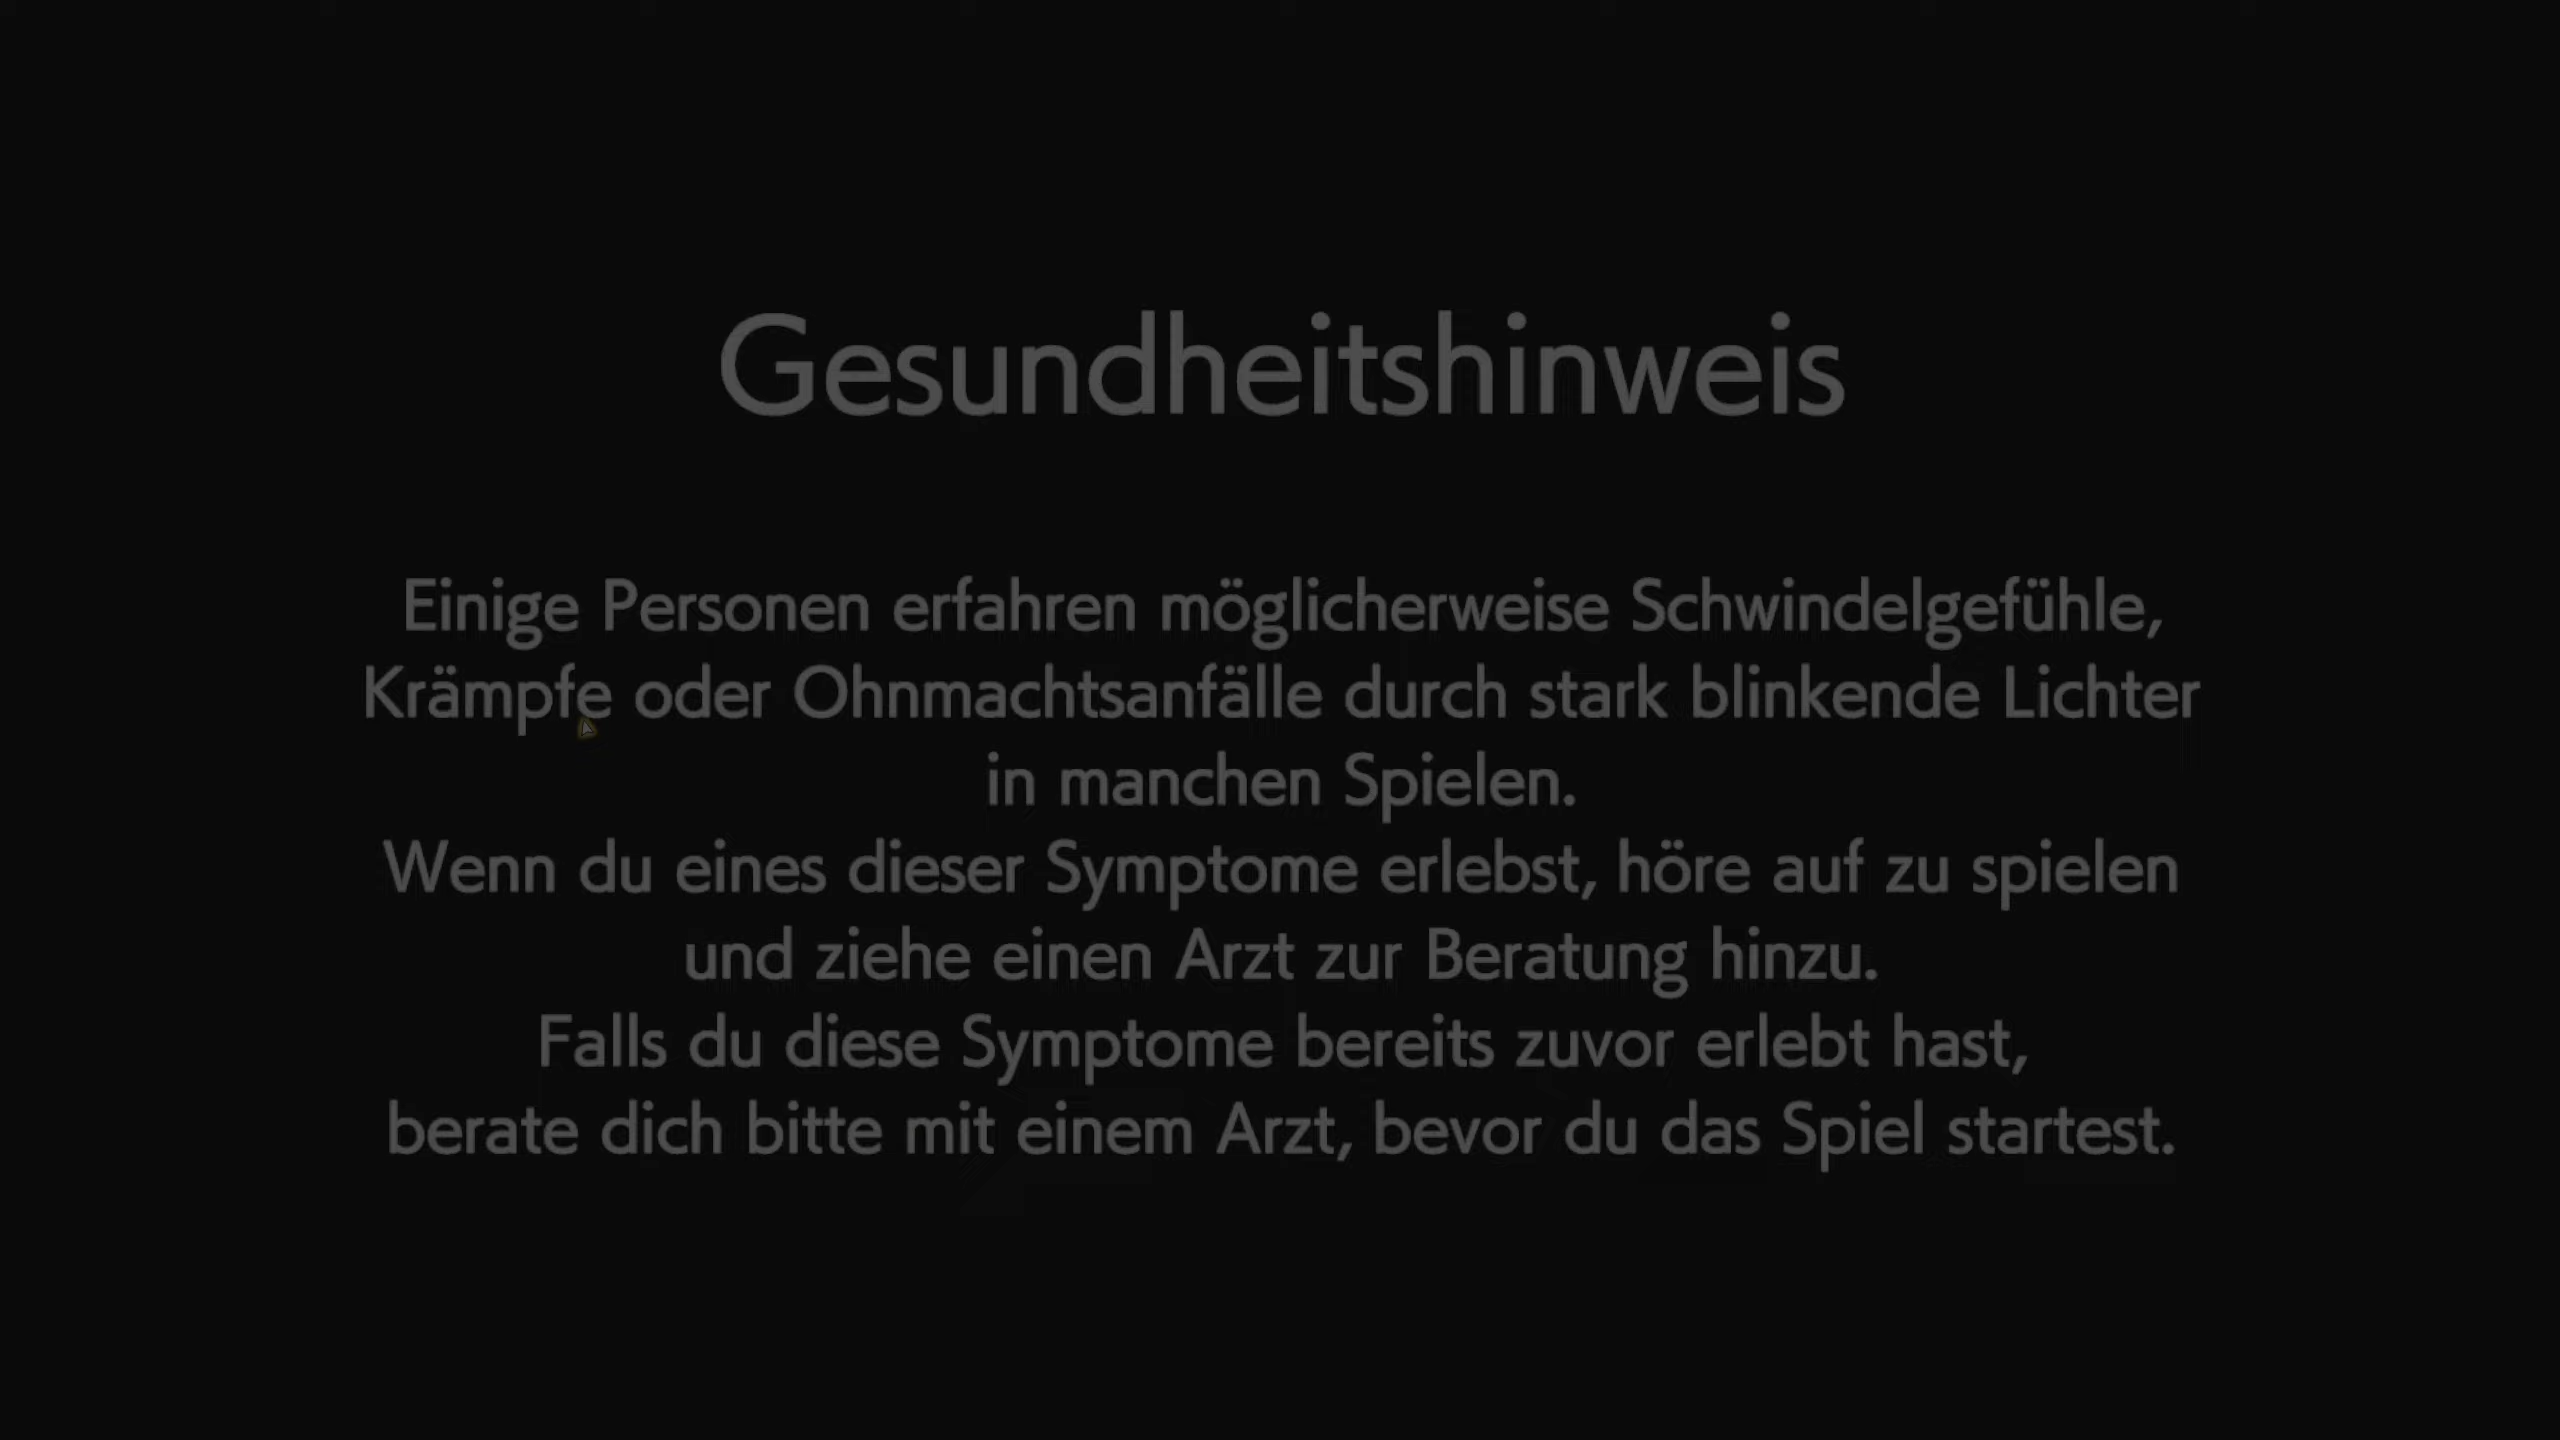 Gesundheitshinweis
Einige Personen erfahren möglicherweise Schwindelgefühle,
Krämpfe oder Ohnmachtsanfälle durch stark blinkende Lichter
in manchen Spielen.
Wenn du eines dieser Symptome erlebst, höre auf zu spielen
und ziehe einen Arzt zur Beratung hinzu.
Falls du diese Symptome bereits zuvor erlebt hast,
berate dich bitte mit einem Arzt, bevor du das Spiel startest.